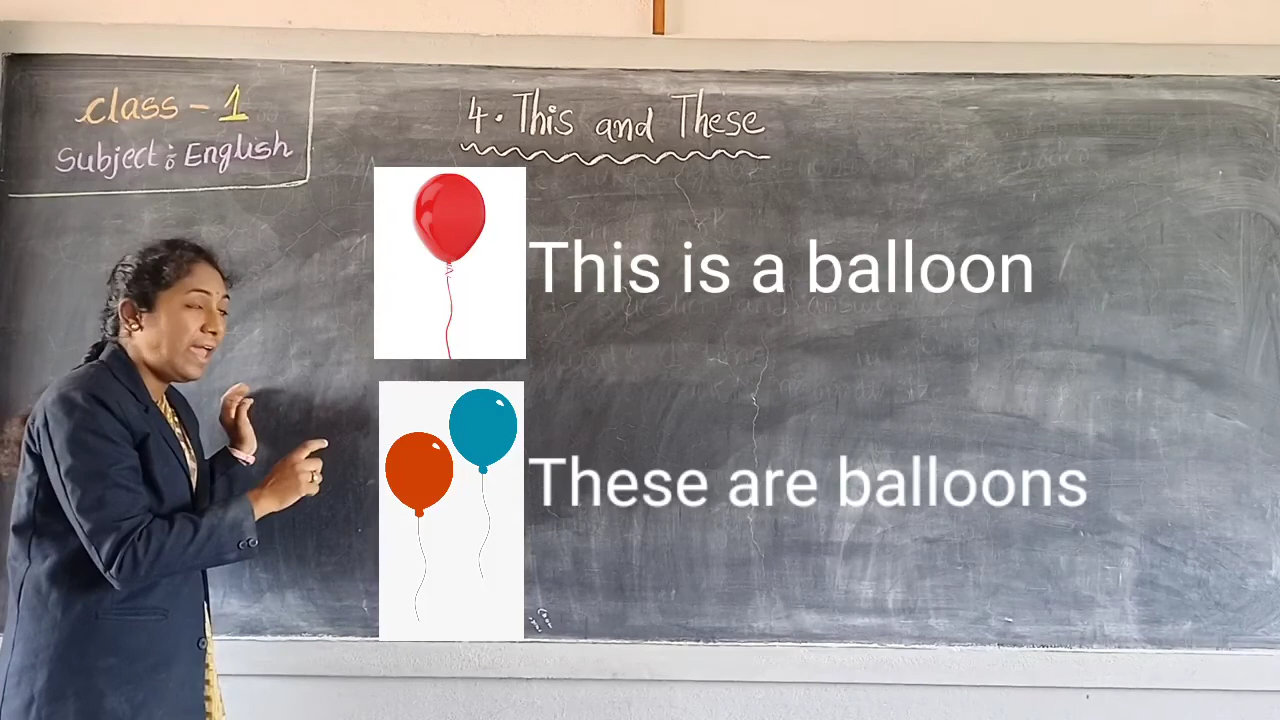 class - 1
Subject : English
4. This and These
This is a balloon
These are balloons